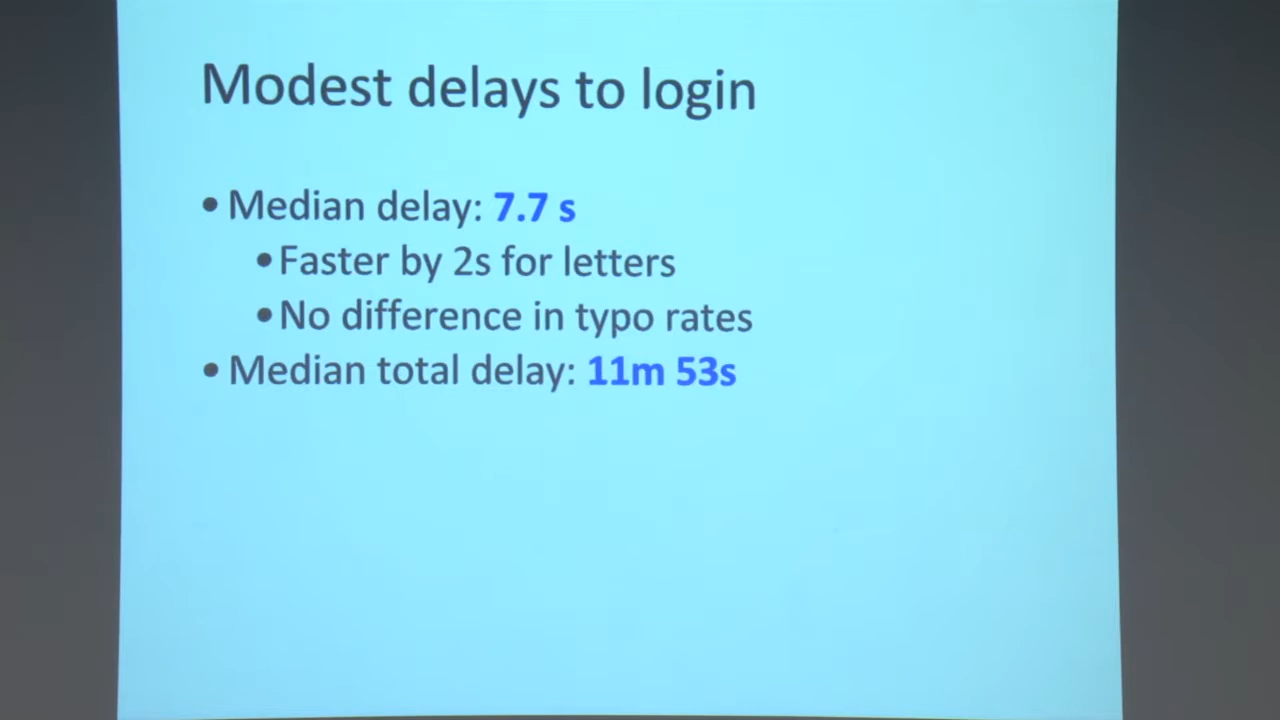 Modest delays to login
• Median delay: 7.7 s
• Faster by 2s for letters
• No difference in typo rates
• Median total delay: 11m 53s